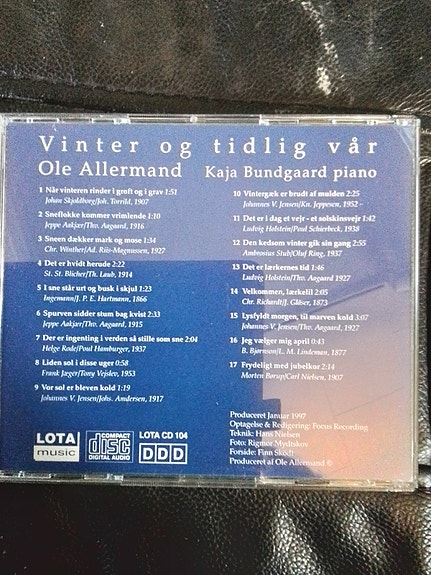 Vinter og tidlig vår
Ole Allermand Kaja Bundgaard piano
1 Når vinteren rinder i grøft og i grav 1:51
Johan Skjoldborg/Joh. Torrild, 1907
2 Sneflokke kommer vrimlende 1:10
Jeppe Aakjær/Thv. Aagaard, 1916
3 Sneen dækker mark og mose 1:34
Chr. Winther/Ad. Riis-Magnussen, 1927
4 Det er hvidt herude 2:22
St. St. Blicher/Th. Laub, 1914
5 I sne står urt og busk i skjul 1:23
Ingemann/J. P. E. Hartmann, 1866
6 Spurven sidder stum bag kvist 2:33
Jeppe Aakjær/Thv. Aagaard, 1915
7 Der er ingenting i verden så stille som sne 2:04
Helge Rode/Poul Hamburger, 1937
8 Liden sol i disse uger 0:58
Frank Jæger/Tony Vejslev, 1953
9 Vor sol er bleven kold 1:19
Johannes V. Jensen/Johs. Andersen, 1917
10 Vintergæk er brudt af mulden 2:25
Johannes V. Jensen/Kn. Jeppesen, 1952 –
11 Det er i dag et vejr - et solskinsvejr 1:42
Ludvig Holstein/Poul Schierbeck, 1938
12 Den kedsom vinter gik sin gang 2:55
Ambrosius Stub/Oluf Ring, 1937
13 Det er lærkernes tid 1:46
Ludvig Holstein/Thv. Aagaard 1927
14 Velkommen, lærkelil 2:05
Chr. Richardt/J. Gläser, 1873
15 Lysfyldt morgen, til marven kold 3:07
Johannes V. Jensen/Thv. Aagaard, 1927
16 Jeg vælger mig april 0:43
B. Bjørnson/L. M. Lindeman, 1877
17 Frydeligt med jubelkor 2:14
Morten Børup/Carl Nielsen, 1907
LOTA
music
COMPACT
disc
DIGITAL AUDIO
LOTA CD 104
DDD
Produceret Januar 1997
Optagelse & Redigering: Focus Recording
Teknik: Hans Nielsen
Foto: Rigmor Mydtskov
Forside: Finn Skødt
Produceret af Ole Allermand ©